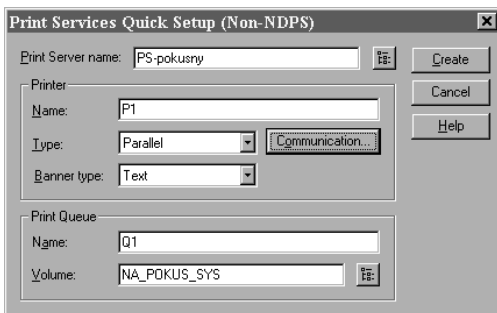 Print Services Quick Setup (Non-NDPS)
Print Server name: PS-pokusny
Create
Cancel
Help
Printer
Name: P1
Type: Parallel Communication...
Banner type: Text
Print Queue
Name: Q1
Volume: NA_POKUS_SYS